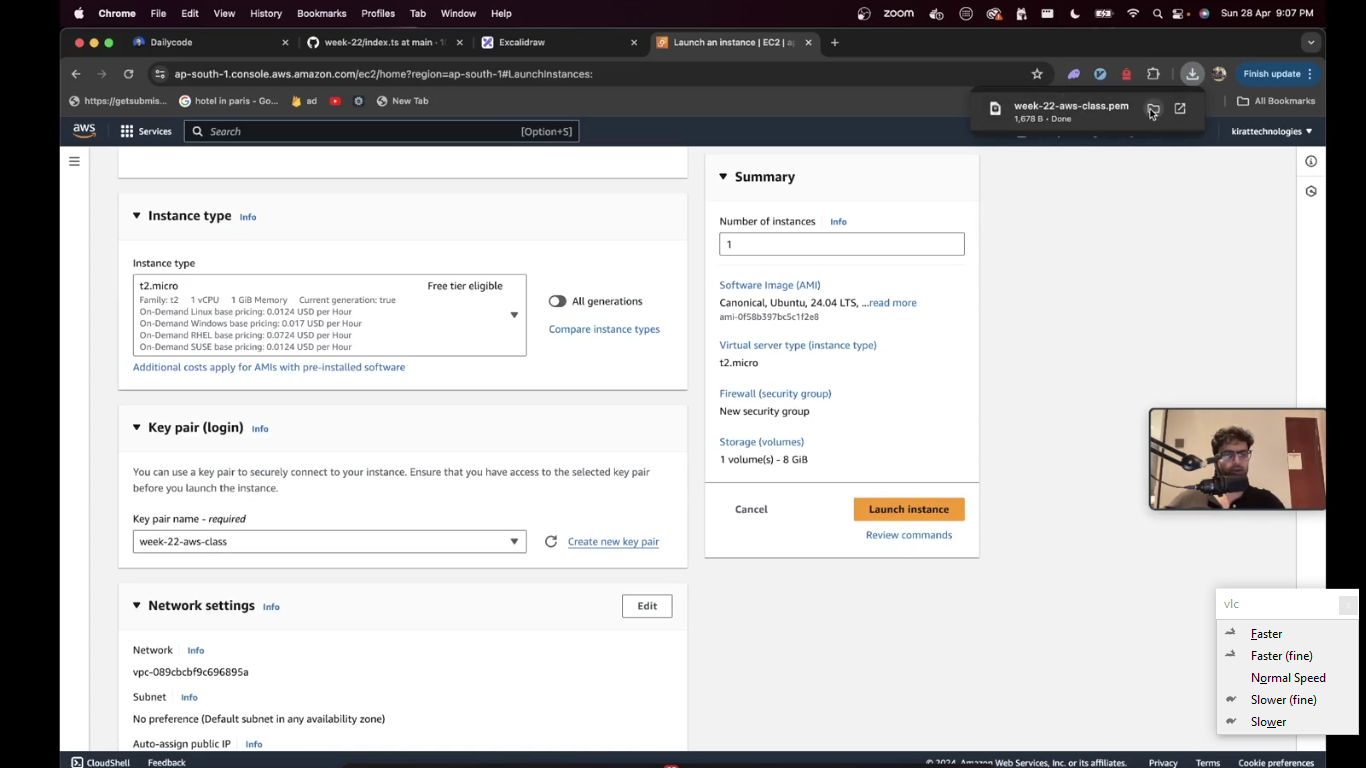 Chrome File Edit View History Bookmarks Profiles Tab Window Help zoom Sun 28 Apr 9:07 PM
Dailycode week-22/index.ts at main · Excalidraw Launch an instance | EC2 | ap
ap-south-1.console.aws.amazon.com/ec2/home?region=ap-south-1#LaunchInstances: Finish update
https://getsubmis... hotel in paris - Go... ad New Tab All Bookmarks
week-22-aws-class.pem
1,678 B • Done
aws Services Search [Option+S] kirattechnologies
Instance type Info
Instance type
t2.micro Free tier eligible
Family: t2 1 vCPU 1 GiB Memory Current generation: true
On-Demand Linux base pricing: 0.0124 USD per Hour
On-Demand Windows base pricing: 0.017 USD per Hour
On-Demand RHEL base pricing: 0.0724 USD per Hour
On-Demand SUSE base pricing: 0.0124 USD per Hour
All generations
Compare instance types
Additional costs apply for AMIs with pre-installed software
Key pair (login) Info
You can use a key pair to securely connect to your instance. Ensure that you have access to the selected key pair
before you launch the instance.
Key pair name - required
week-22-aws-class
Create new key pair
Network settings Info
Edit
Network Info
vpc-089cbcbf9c696895a
Subnet Info
No preference (Default subnet in any availability zone)
Auto-assign public IP Info
Summary
Number of instances Info
1
Software Image (AMI)
Canonical, Ubuntu, 24.04 LTS, ...read more
ami-0f58b397bc5c1f2e8
Virtual server type (instance type)
t2.micro
Firewall (security group)
New security group
Storage (volumes)
1 volume(s) - 8 GiB
Cancel Launch instance
Review commands
vlc
Faster
Faster (fine)
Normal Speed
Slower (fine)
Slower
CloudShell Feedback © 2024, Amazon Web Services, Inc. or its affiliates. Privacy Terms Cookie preferences